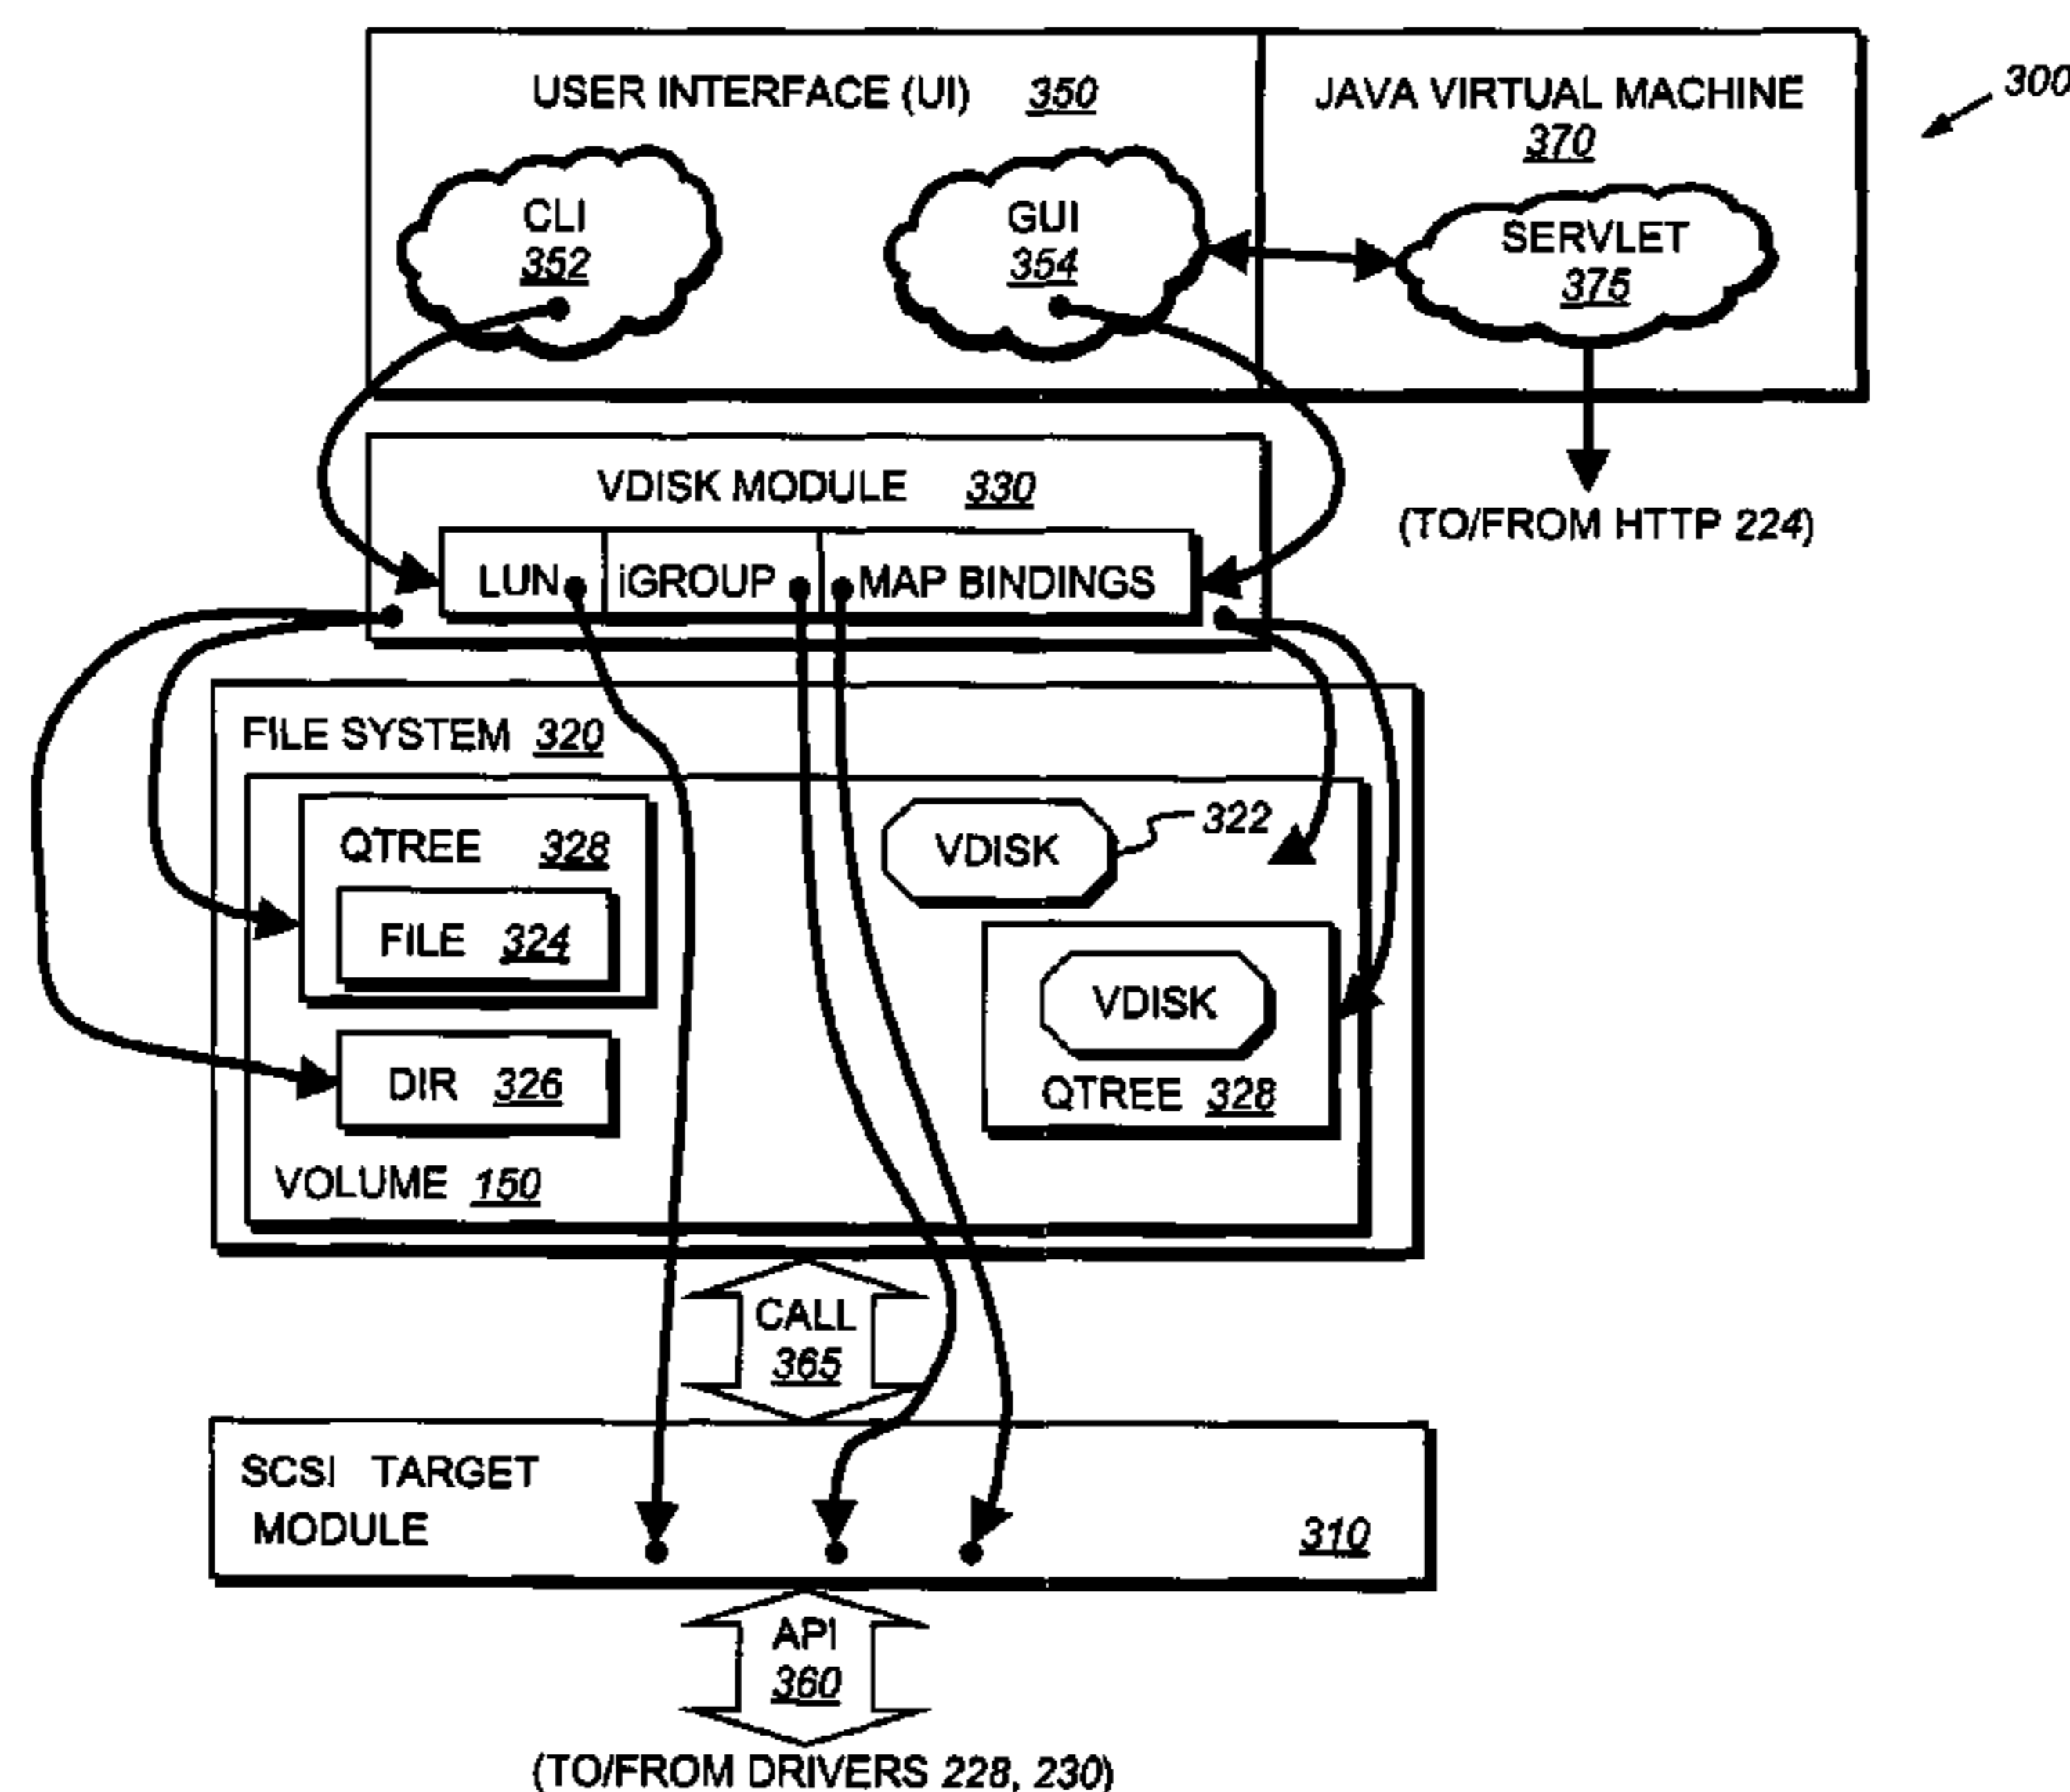 300
USER INTERFACE (UI) 350
JAVA VIRTUAL MACHINE
370
CLI
352
GUI
354
SERVLET
375
VDISK MODULE 330
(TO/FROM HTTP 224)
LUN
iGROUP
MAP BINDINGS
FILE SYSTEM 320
QTREE 328
VDISK
322
FILE 324
VDISK
DIR 326
QTREE 328
VOLUME 150
CALL
365
SCSI TARGET
MODULE
310
API
360
(TO/FROM DRIVERS 228, 230)